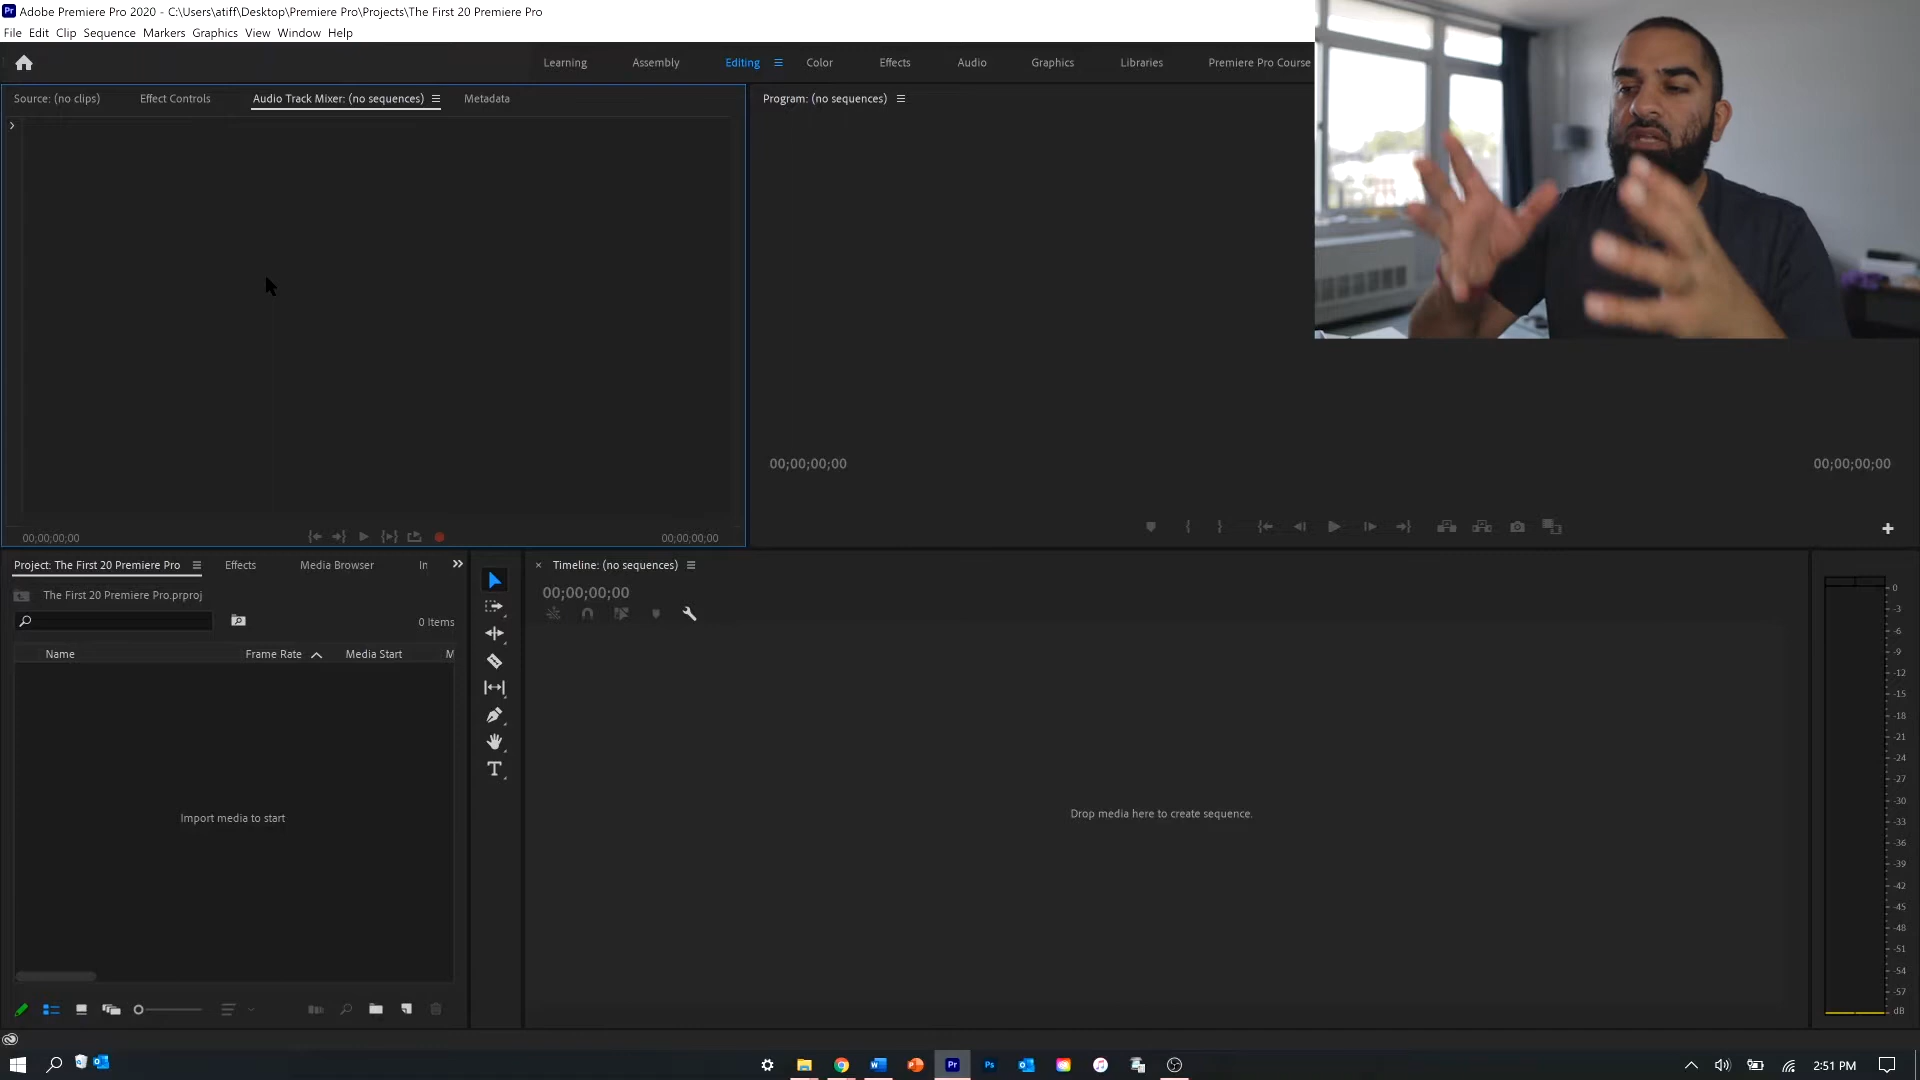 Adobe Premiere Pro 2020 - C:\Users\atiff\Desktop\Premiere Pro\Projects\The First 20 Premiere Pro
File Edit Clip Sequence Markers Graphics View Window Help
Learning Assembly Editing Color Effects Audio Graphics Libraries Premiere Pro Course
Source: (no clips) Effect Controls Audio Track Mixer: (no sequences) Metadata
Program: (no sequences)
00;00;00;00 00;00;00;00
00;00;00;00 00;00;00;00
Project: The First 20 Premiere Pro Effects Media Browser In
Timeline: (no sequences)
The First 20 Premiere Pro.prproj
00;00;00;00
0 Items
Name Frame Rate Media Start M
Import media to start
Drop media here to create sequence.
0
-3
-6
-9
-12
-15
-18
-21
-24
-27
-30
-33
-36
-39
-42
-45
-48
-51
-54
-57
dB
2:51 PM